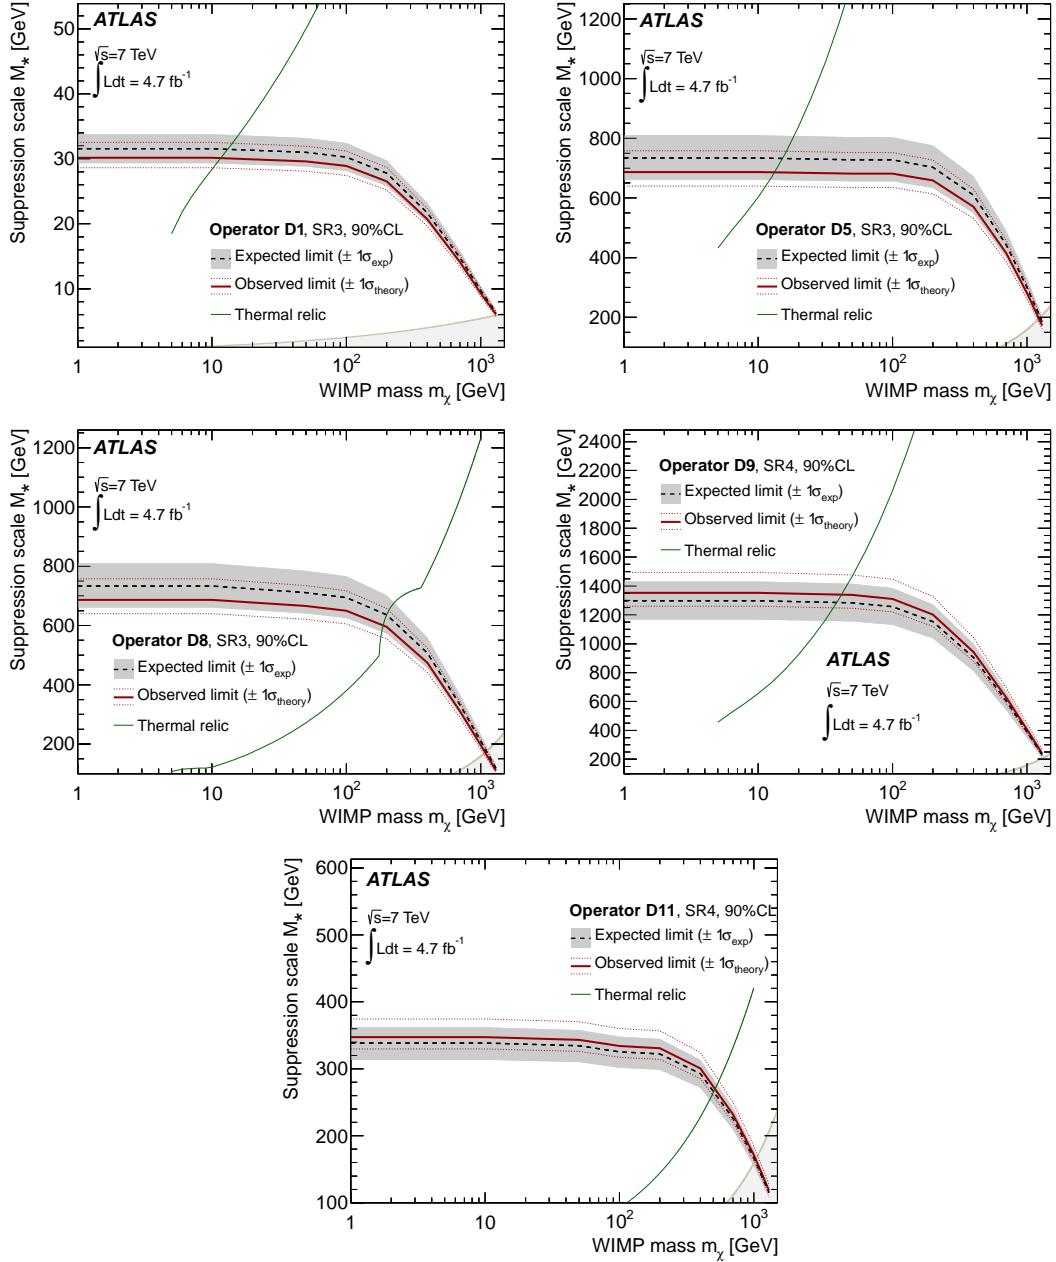 Suppression scale M* [GeV]
50
40
30
20
10
ATLAS
√s=7 TeV
∫Ldt = 4.7 fb⁻¹
Operator D1, SR3, 90%CL
Expected limit (± 1σexp)
Observed limit (± 1σtheory)
Thermal relic
1 10 10² 10³
WIMP mass mχ [GeV]
Suppression scale M* [GeV]
1200
1000
800
600
400
200
ATLAS
√s=7 TeV
∫Ldt = 4.7 fb⁻¹
Operator D5, SR3, 90%CL
Expected limit (± 1σexp)
Observed limit (± 1σtheory)
Thermal relic
1 10 10² 10³
WIMP mass mχ [GeV]
Suppression scale M* [GeV]
1200
1000
800
600
400
200
ATLAS
√s=7 TeV
∫Ldt = 4.7 fb⁻¹
Operator D8, SR3, 90%CL
Expected limit (± 1σexp)
Observed limit (± 1σtheory)
Thermal relic
1 10 10² 10³
WIMP mass mχ [GeV]
Suppression scale M* [GeV]
2400
2200
2000
1800
1600
1400
1200
1000
800
600
400
200
Operator D9, SR4, 90%CL
Expected limit (± 1σexp)
Observed limit (± 1σtheory)
Thermal relic
ATLAS
√s=7 TeV
∫Ldt = 4.7 fb⁻¹
1 10 10² 10³
WIMP mass mχ [GeV]
Suppression scale M* [GeV]
600
500
400
300
200
100
ATLAS
√s=7 TeV
∫Ldt = 4.7 fb⁻¹
Operator D11, SR4, 90%CL
Expected limit (± 1σexp)
Observed limit (± 1σtheory)
Thermal relic
1 10 10² 10³
WIMP mass mχ [GeV]